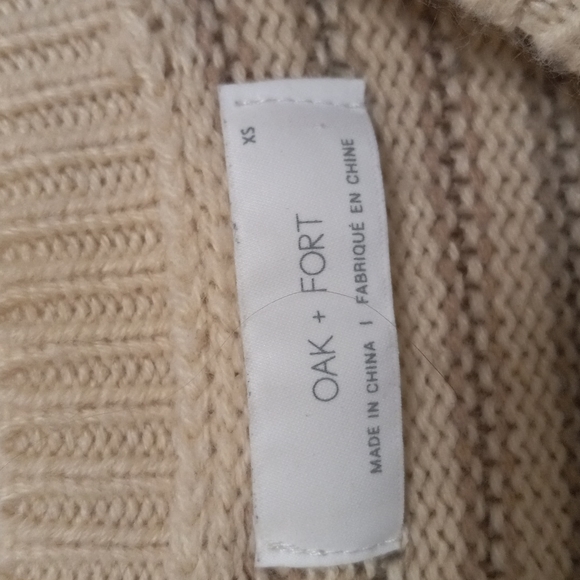 XS
OAK + FORT
MADE IN CHINA | FABRIQUÉ EN CHINE